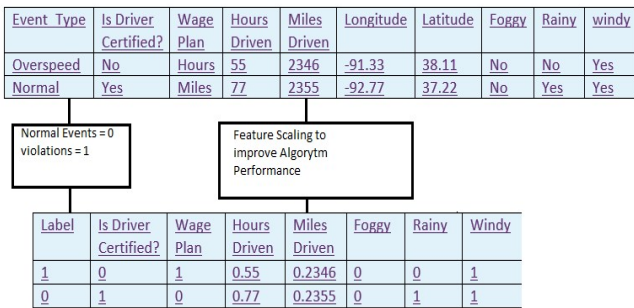 Event Type Is Driver Certified? Wage Plan Hours Driven Miles Driven Longitude Latitude Foggy Rainy windy
Overspeed No Hours 55 2346 -91.33 38.11 No No Yes
Normal Yes Miles 77 2355 -92.77 37.22 No Yes Yes
Normal Events = 0
violations = 1
Feature Scaling to
improve Algorytm
Performance
Label Is Driver Certified? Wage Plan Hours Driven Miles Driven Foggy Rainy Windy
1 0 1 0.55 0.2346 0 0 1
0 1 0 0.77 0.2355 0 1 1